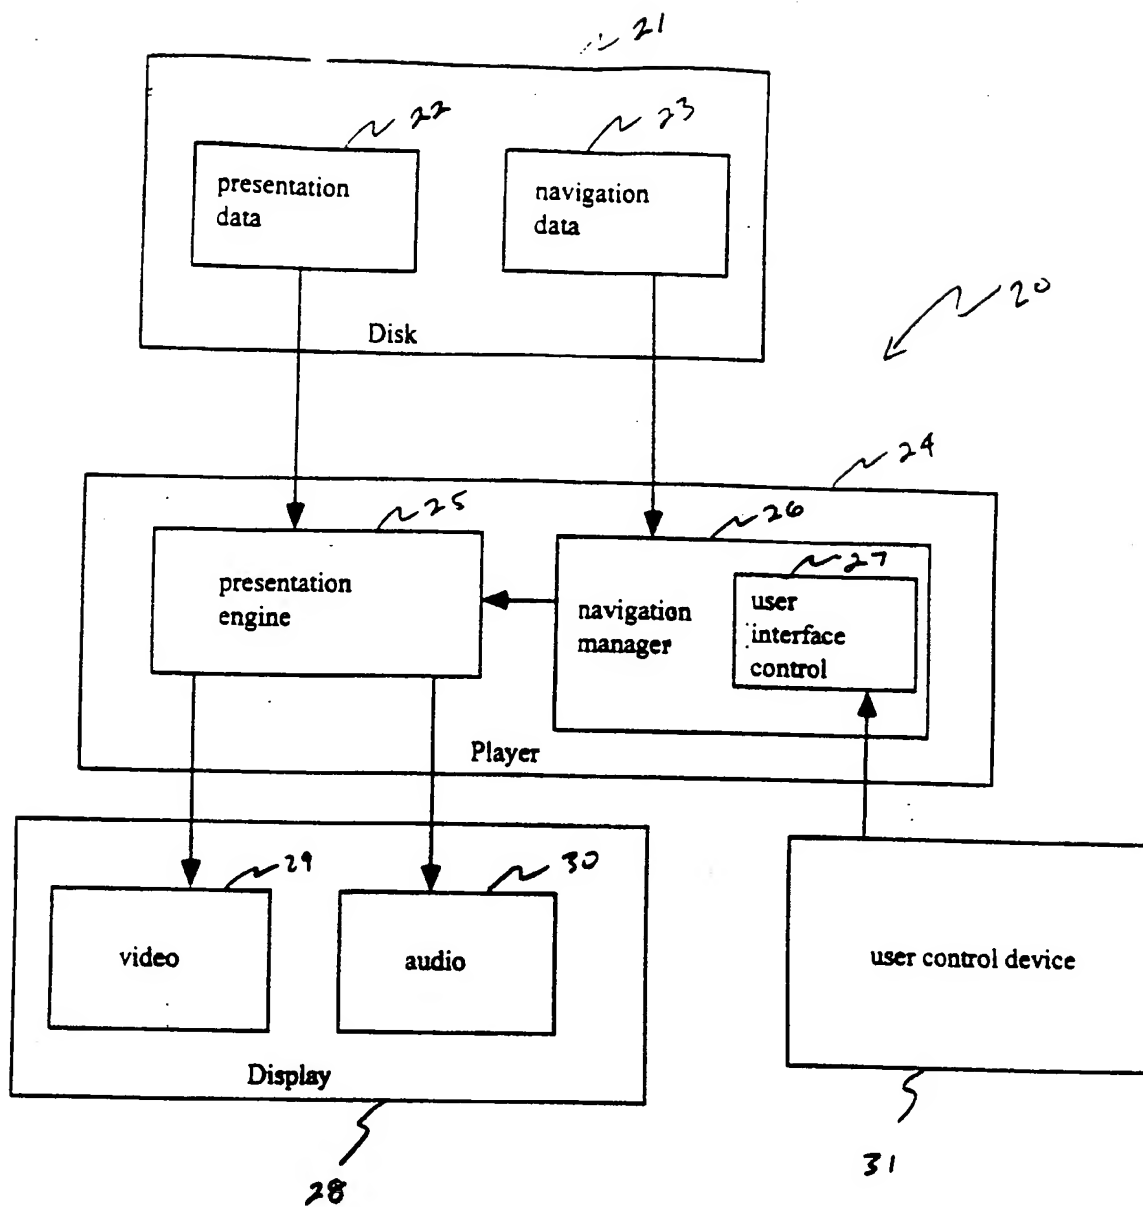 21
22
23
presentation
data
navigation
data
20
Disk
24
25
26
27
presentation
engine
navigation
manager
user
interface
control
Player
29
30
video
audio
user control device
Display
28
31